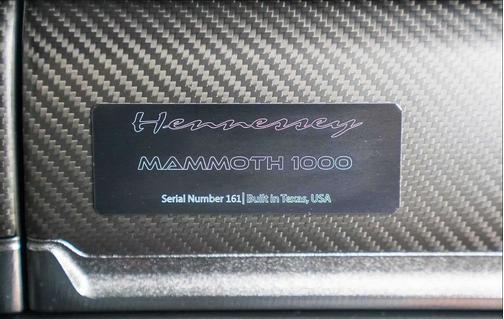 Hennessey
MAMMOTH 1000
Serial Number 161| Built in Texas, USA